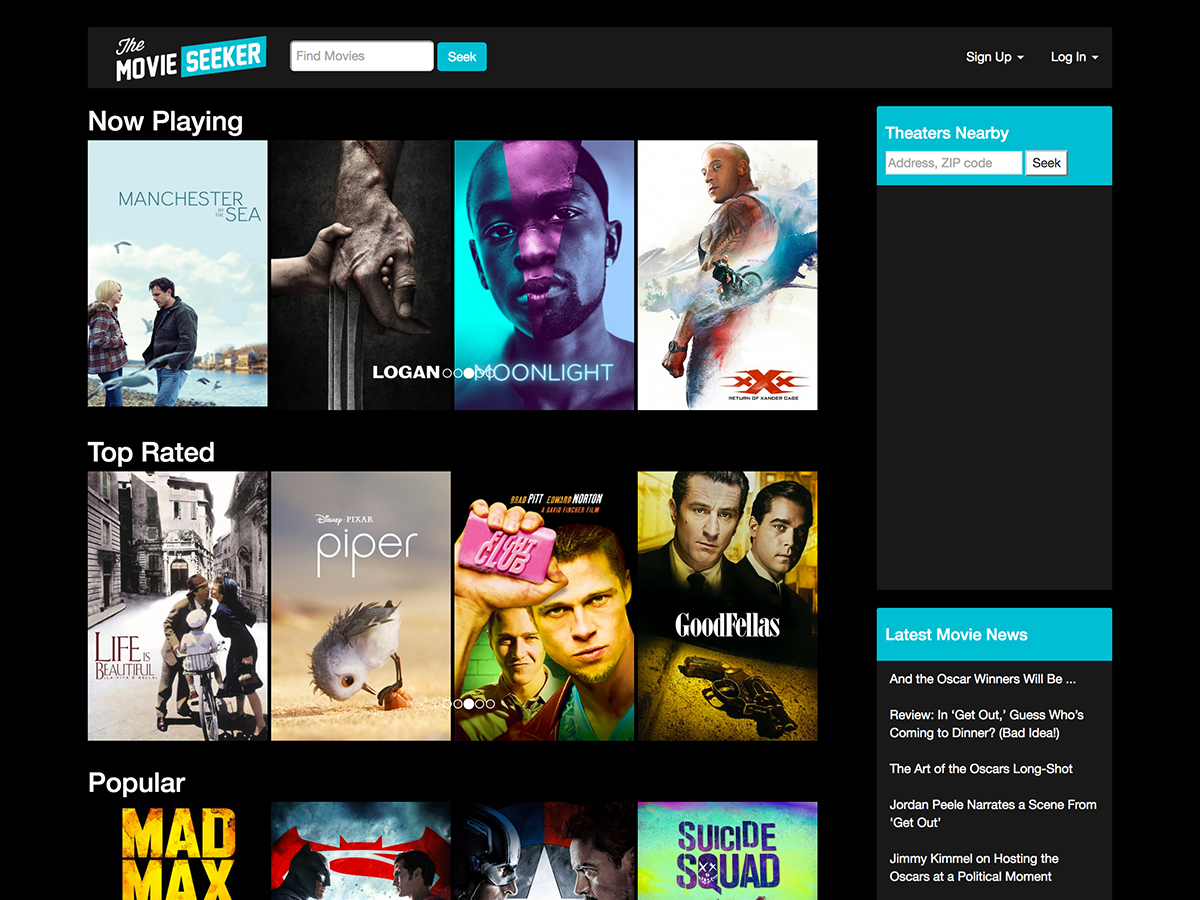 The
MOVIE SEEKER
Find Movies
Seek
Sign Up
Log In
Now Playing
MANCHESTER
BY THE SEA
LOGAN
MOONLIGHT
xXx
RETURN OF XANDER CAGE
Theaters Nearby
Address, ZIP code
Seek
Top Rated
LIFE IS
BEAUTIFUL
(LA VITA È BELLA)
Disney · PIXAR
piper
BRAD PITT EDWARD NORTON
A DAVID FINCHER FILM
FIGHT
CLUB
GOODFELLAS
Latest Movie News
And the Oscar Winners Will Be ...
Review: In ‘Get Out,’ Guess Who’s
Coming to Dinner? (Bad Idea!)
The Art of the Oscars Long-Shot
Jordan Peele Narrates a Scene From
‘Get Out’
Jimmy Kimmel on Hosting the
Oscars at a Political Moment
Popular
MAD
MAX
SUICIDE
SQUAD